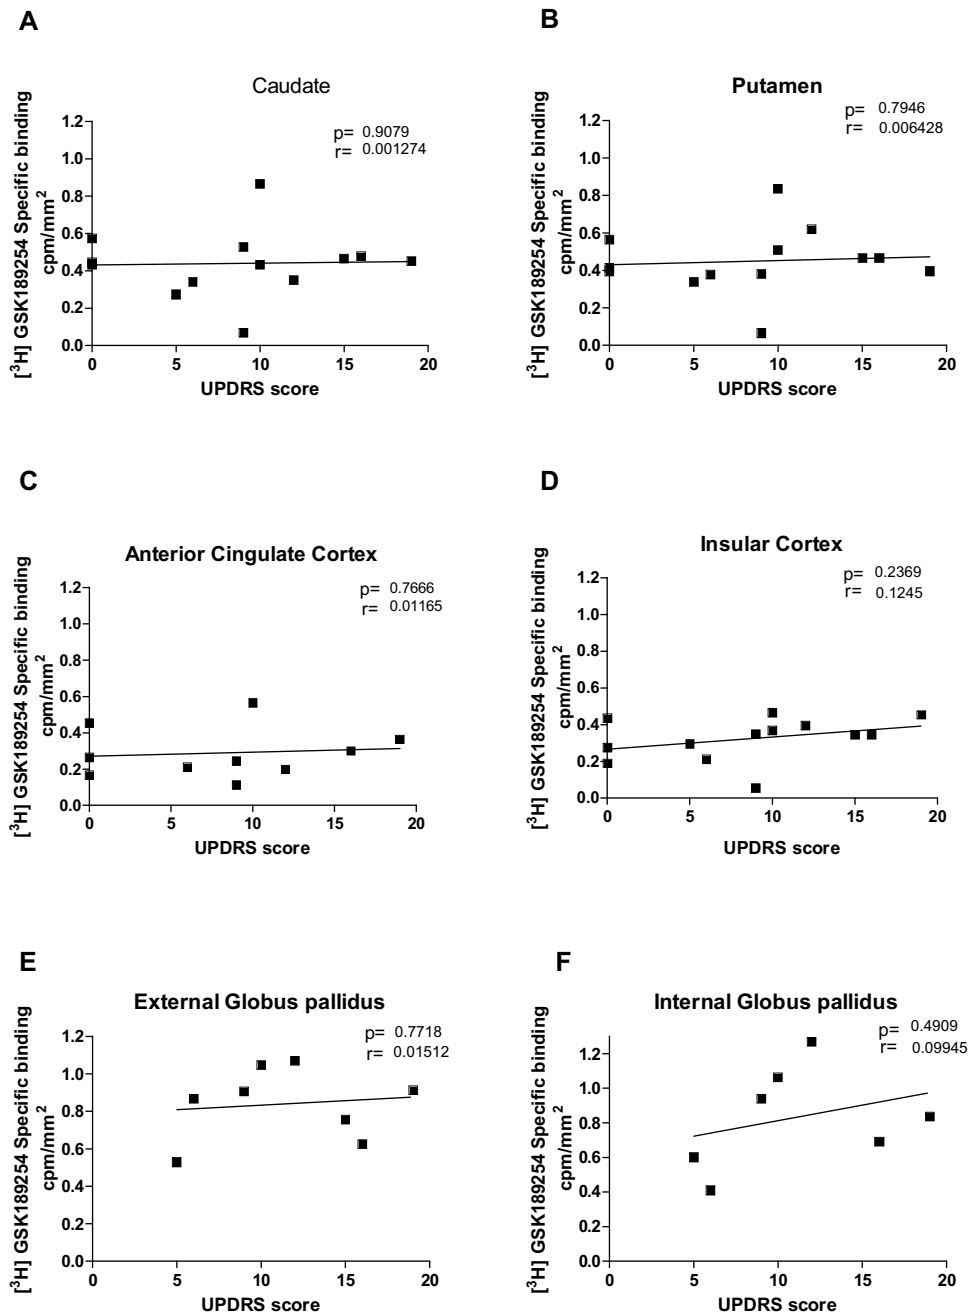 A
Caudate
[³H] GSK189254 Specific binding
cpm/mm²
p= 0.9079
r= 0.001274
1.2
1.0
0.8
0.6
0.4
0.2
0.0
0 5 10 15 20
UPDRS score
B
Putamen
[³H] GSK189254 Specific binding
cpm/mm²
p= 0.7946
r= 0.006428
1.2
1.0
0.8
0.6
0.4
0.2
0.0
0 5 10 15 20
UPDRS score
C
Anterior Cingulate Cortex
[³H] GSK189254 Specific binding
cpm/mm²
p= 0.7666
r= 0.01165
1.2
1.0
0.8
0.6
0.4
0.2
0.0
0 5 10 15 20
UPDRS score
D
Insular Cortex
[³H] GSK189254 Specific binding
cpm/mm²
p= 0.2369
r= 0.1245
1.2
1.0
0.8
0.6
0.4
0.2
0.0
0 5 10 15 20
UPDRS score
E
External Globus pallidus
[³H] GSK189254 Specific binding
cpm/mm²
p= 0.7718
r= 0.01512
1.2
1.0
0.8
0.6
0.4
0.2
0.0
0 5 10 15 20
UPDRS score
F
Internal Globus pallidus
[³H] GSK189254 Specific binding
cpm/mm²
p= 0.4909
r= 0.09945
1.2
1.0
0.8
0.6
0.4
0.2
0.0
0 5 10 15 20
UPDRS score